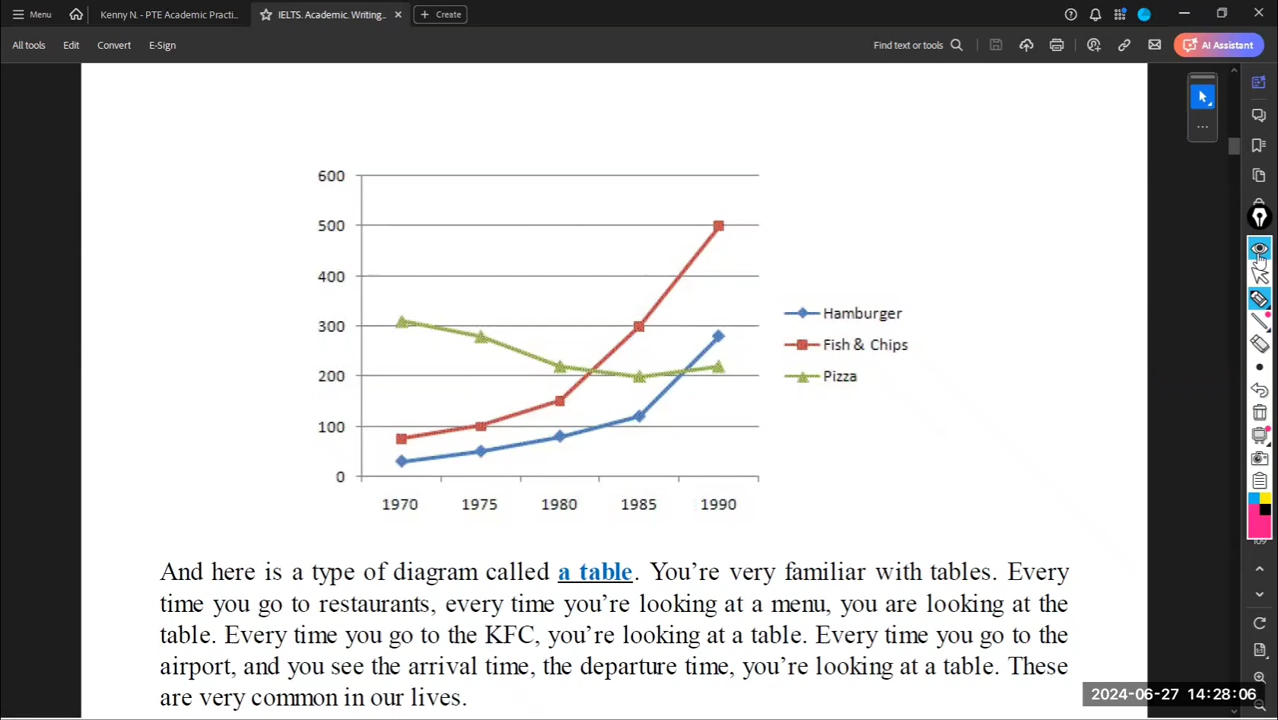 Menu
Kenny N. - PTE Academic Practi..
IELTS. Academic. Writing..
Create
All tools
Edit
Convert
E-Sign
Find text or tools
AI Assistant
600
500
400
300
200
100
0
1970 1975 1980 1985 1990
Hamburger
Fish & Chips
Pizza
And here is a type of diagram called a table. You’re very familiar with tables. Every
time you go to restaurants, every time you’re looking at a menu, you are looking at the
table. Every time you go to the KFC, you’re looking at a table. Every time you go to the
airport, and you see the arrival time, the departure time, you’re looking at a table. These
are very common in our lives.
2024-06-27 14:28:06